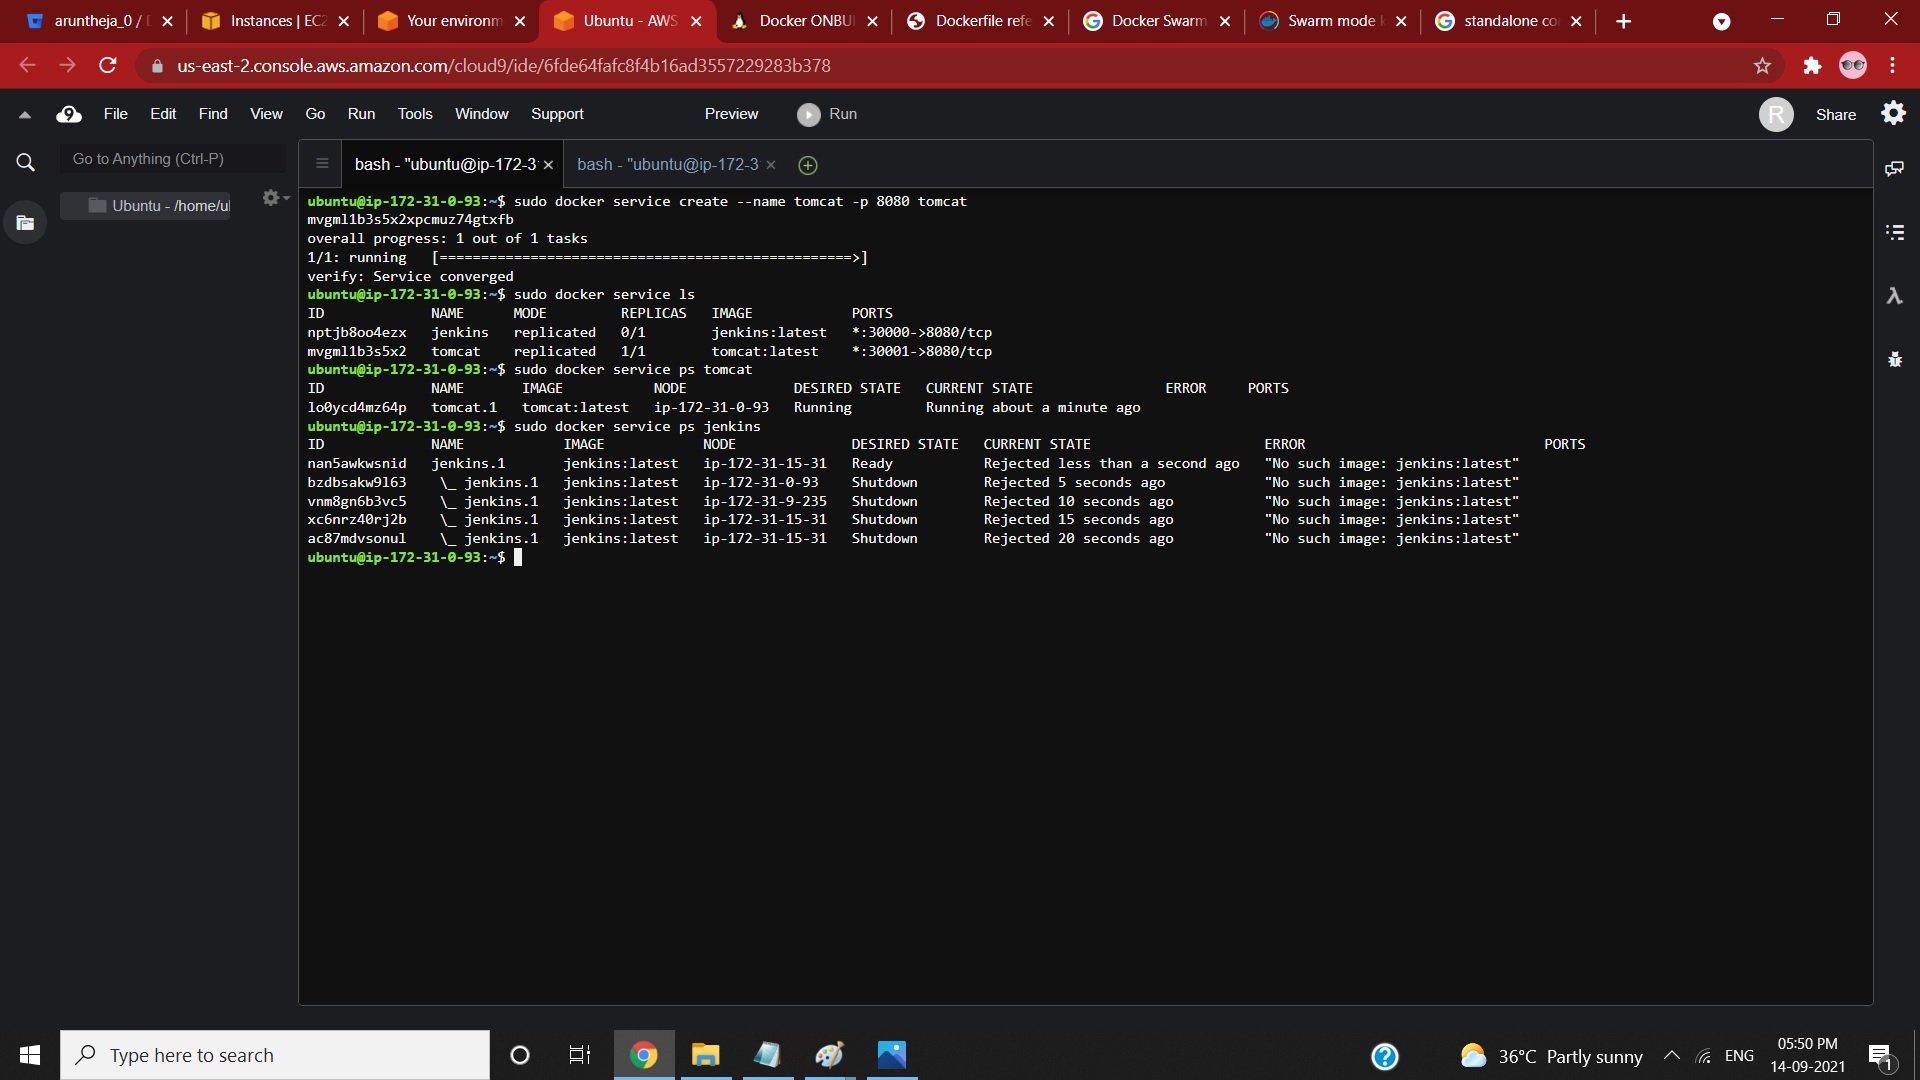 aruntheja_0 / D
Instances | EC2
Your environm
Ubuntu - AWS
Docker ONBUI
Dockerfile refe
Docker Swarm
Swarm mode k
standalone co
us-east-2.console.aws.amazon.com/cloud9/ide/6fde64fafc8f4b16ad3557229283b378
9 File Edit Find View Go Run Tools Window Support Preview Run R Share
Go to Anything (Ctrl-P)
bash - "ubuntu@ip-172-3
bash - "ubuntu@ip-172-3
Ubuntu - /home/ul
ubuntu@ip-172-31-0-93:~$ sudo docker service create --name tomcat -p 8080 tomcat
mvgml1b3s5x2xpcmuz74gtxfb
overall progress: 1 out of 1 tasks
1/1: running [==================================================>]
verify: Service converged
ubuntu@ip-172-31-0-93:~$ sudo docker service ls
ID NAME MODE REPLICAS IMAGE PORTS
nptjb8oo4ezx jenkins replicated 0/1 jenkins:latest *:30000->8080/tcp
mvgml1b3s5x2 tomcat replicated 1/1 tomcat:latest *:30001->8080/tcp
ubuntu@ip-172-31-0-93:~$ sudo docker service ps tomcat
ID NAME IMAGE NODE DESIRED STATE CURRENT STATE ERROR PORTS
lo0ycd4mz64p tomcat.1 tomcat:latest ip-172-31-0-93 Running Running about a minute ago
ubuntu@ip-172-31-0-93:~$ sudo docker service ps jenkins
ID NAME IMAGE NODE DESIRED STATE CURRENT STATE ERROR PORTS
nan5awkwsnid jenkins.1 jenkins:latest ip-172-31-15-31 Ready Rejected less than a second ago "No such image: jenkins:latest"
bzdbsakw9l63 \_ jenkins.1 jenkins:latest ip-172-31-0-93 Shutdown Rejected 5 seconds ago "No such image: jenkins:latest"
vnm8gn6b3vc5 \_ jenkins.1 jenkins:latest ip-172-31-9-235 Shutdown Rejected 10 seconds ago "No such image: jenkins:latest"
xc6nrz40rj2b \_ jenkins.1 jenkins:latest ip-172-31-15-31 Shutdown Rejected 15 seconds ago "No such image: jenkins:latest"
ac87mdvsonul \_ jenkins.1 jenkins:latest ip-172-31-15-31 Shutdown Rejected 20 seconds ago "No such image: jenkins:latest"
ubuntu@ip-172-31-0-93:~$
Type here to search
36°C Partly sunny
ENG
05:50 PM
14-09-2021
1